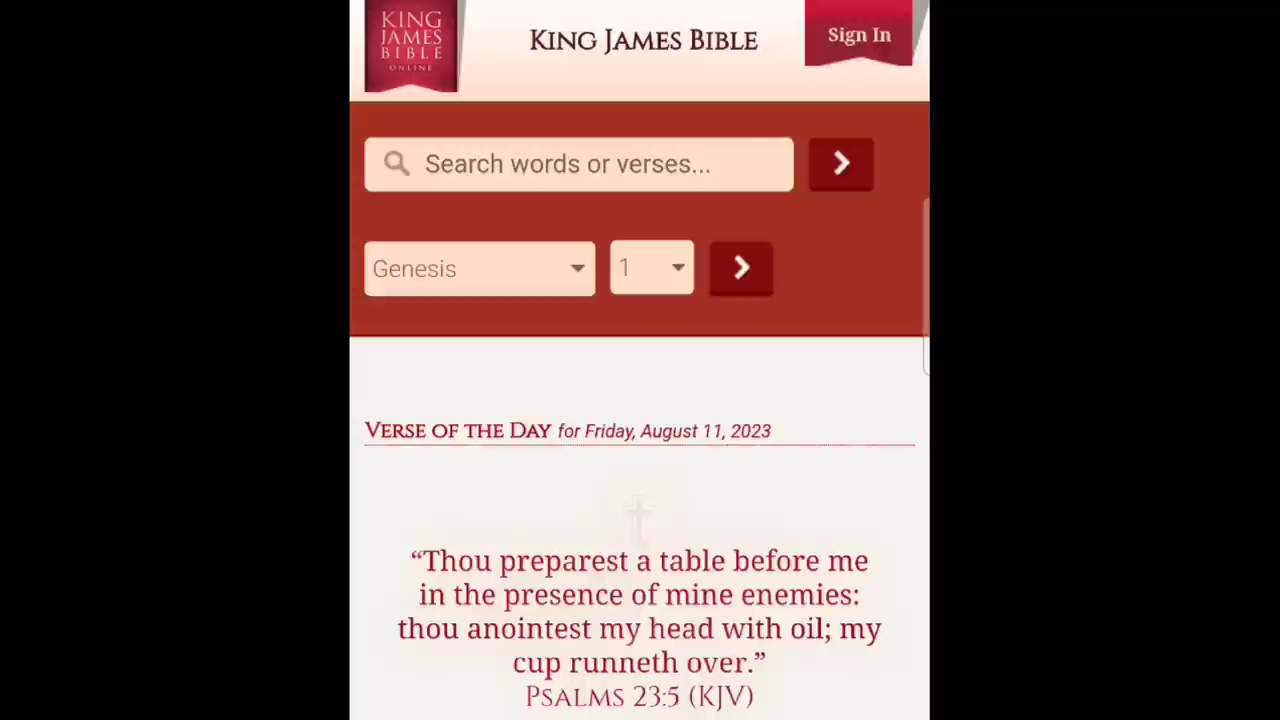 KING
JAMES
BIBLE
ONLINE
KING JAMES BIBLE
Sign In
Search words or verses...
Genesis
1
VERSE OF THE DAY for Friday, August 11, 2023
“Thou preparest a table before me
in the presence of mine enemies:
thou anointest my head with oil; my
cup runneth over.”
PSALMS 23:5 (KJV)